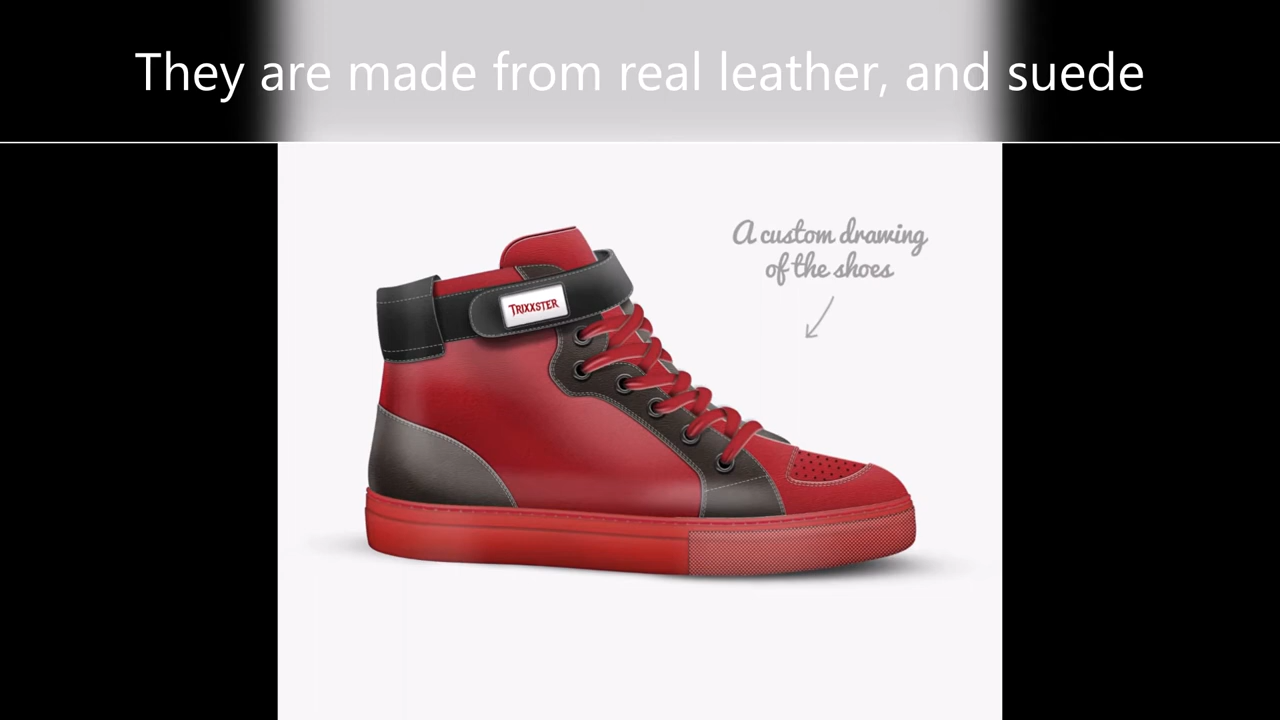 They are made from real leather, and suede
A custom drawing
of the shoes
TRIXXSTER